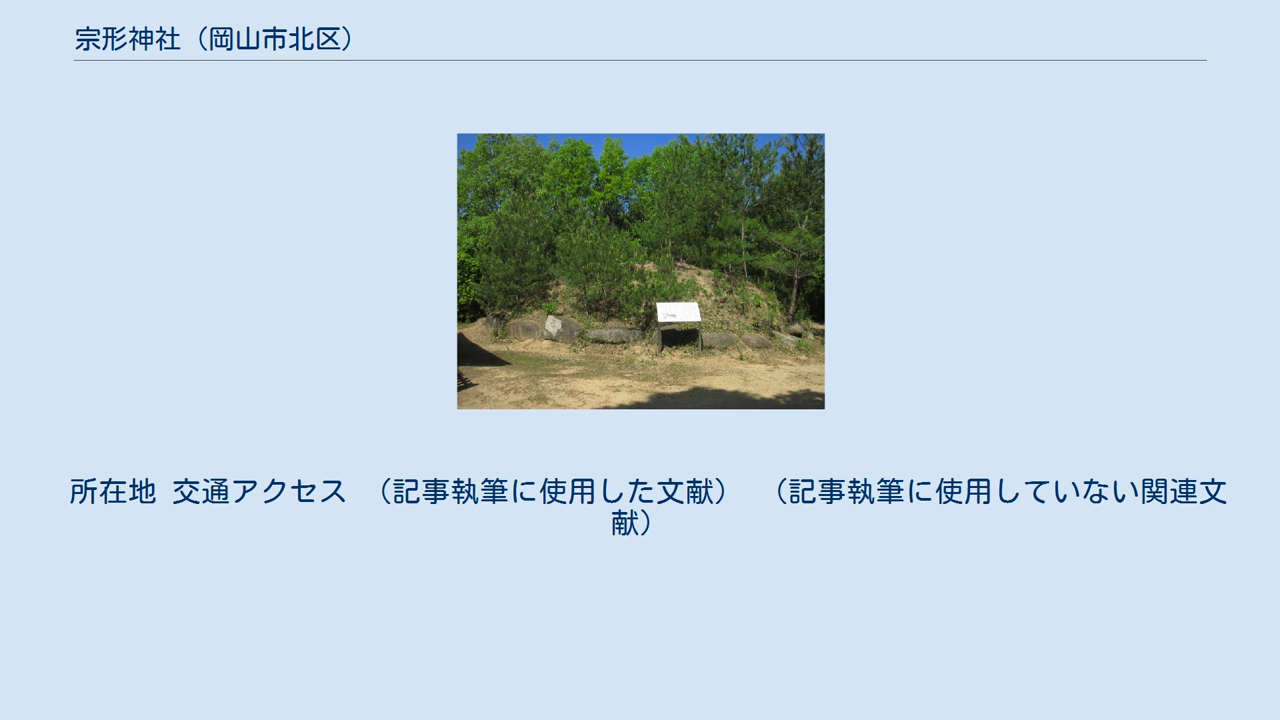 宗形神社（岡山市北区）
所在地 交通アクセス （記事執筆に使用した文献） （記事執筆に使用していない関連文
献）